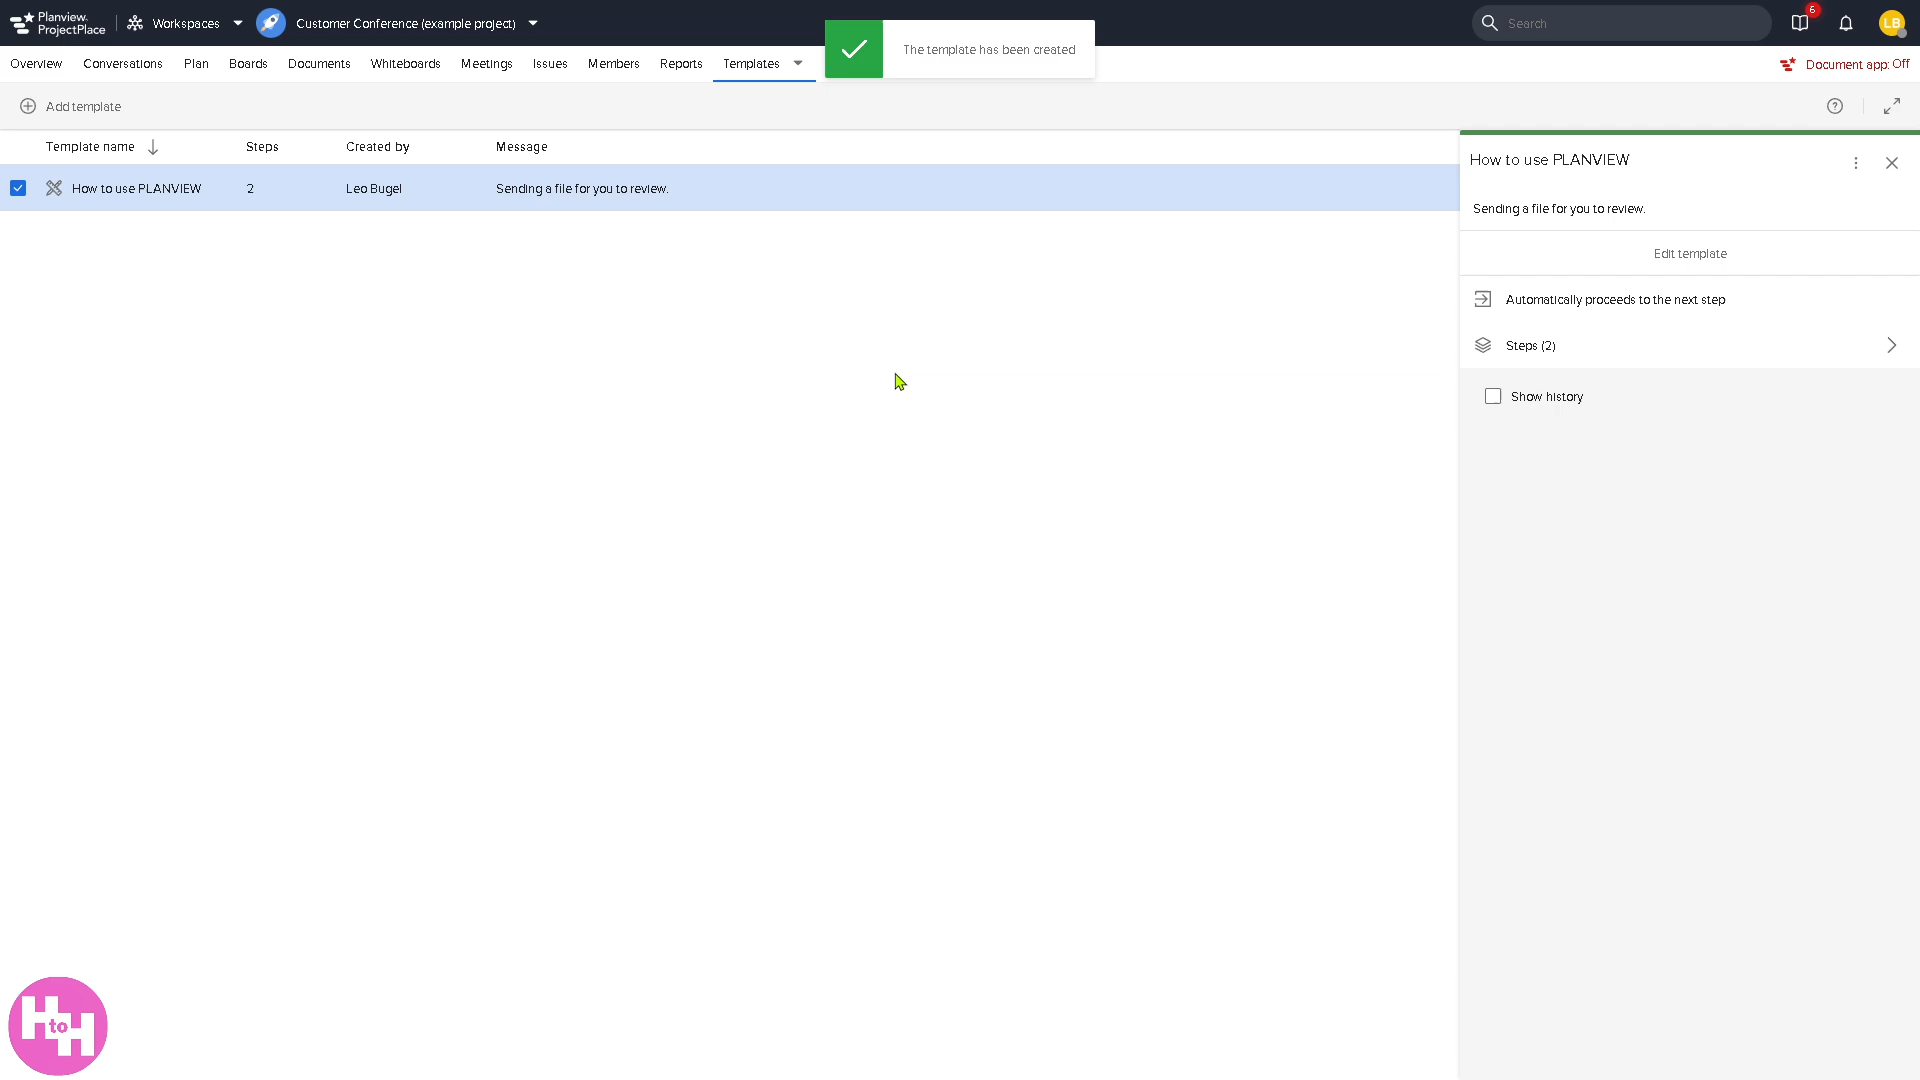 Planview.
ProjectPlace
Workspaces
Customer Conference (example project)
The template has been created
Search
6
LB
Overview
Conversations
Plan
Boards
Documents
Whiteboards
Meetings
Issues
Members
Reports
Templates
Document app: Off
Add template
Template name
Steps
Created by
Message
How to use PLANVIEW
2
Leo Bugel
Sending a file for you to review.
How to use PLANVIEW
Sending a file for you to review.
Edit template
Automatically proceeds to the next step
Steps (2)
Show history
H to H